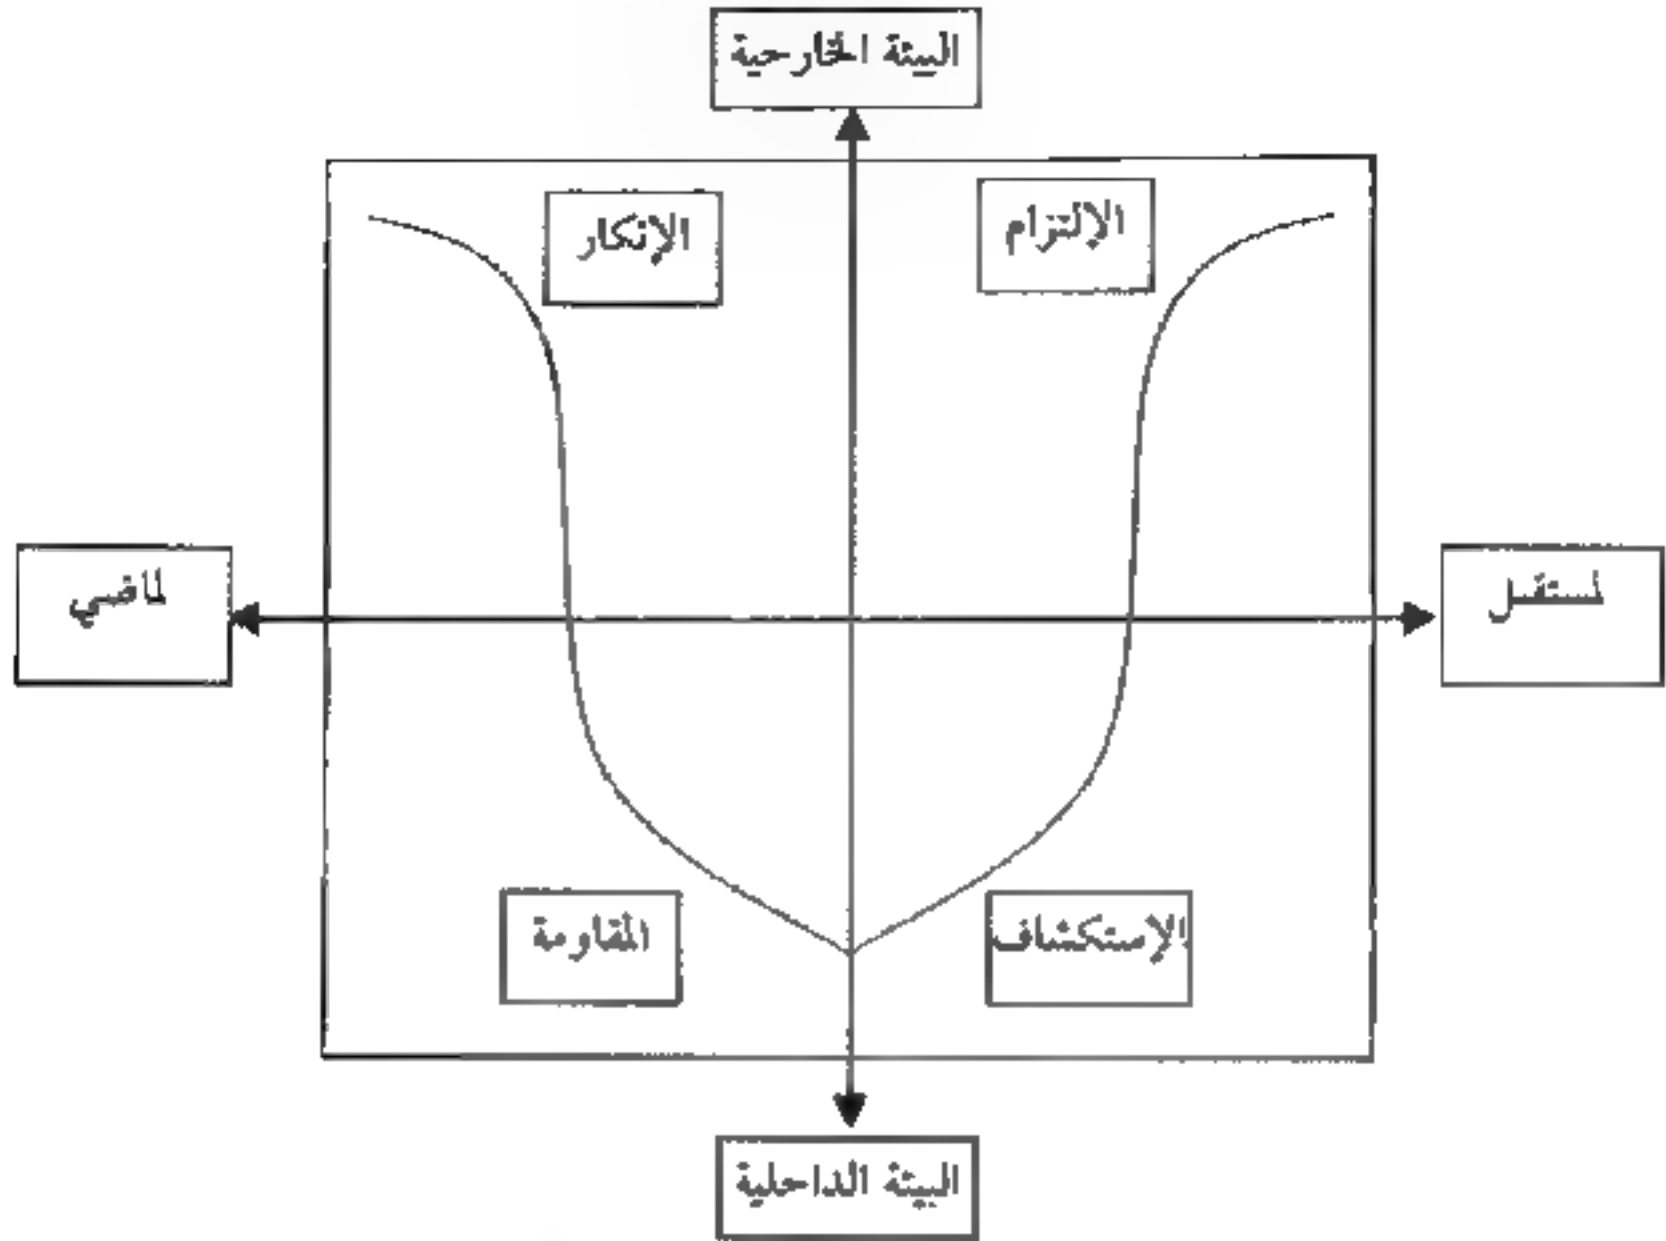 البيئة الخارجية
الإلتزام
الإنكار
لمستقبل
لماضي
الإستكشاف
المقاومة
البيئة الداخلية